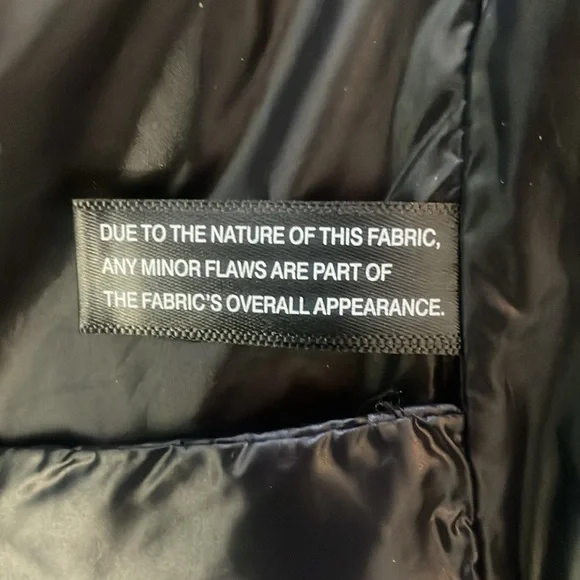 DUE TO THE NATURE OF THIS FABRIC,
ANY MINOR FLAWS ARE PART OF
THE FABRIC'S OVERALL APPEARANCE.